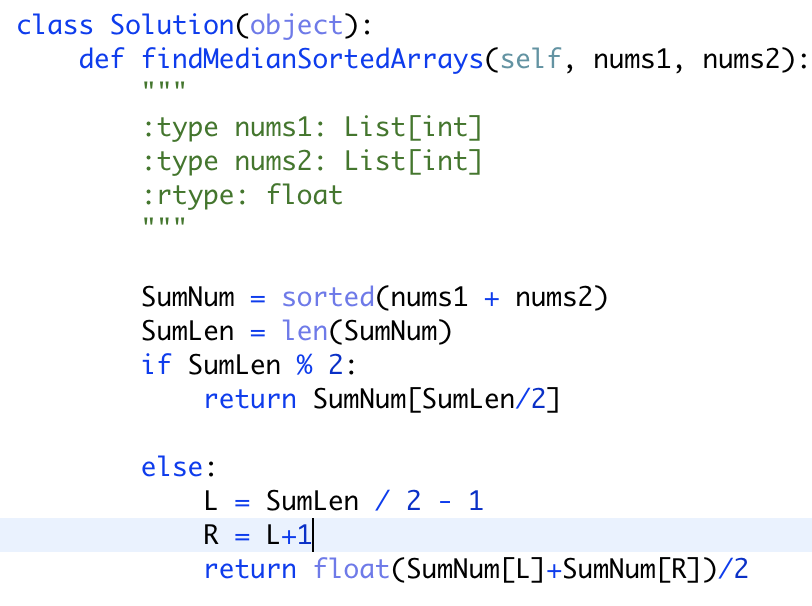 class Solution(object):
    def findMedianSortedArrays(self, nums1, nums2):
        """
        :type nums1: List[int]
        :type nums2: List[int]
        :rtype: float
        """

        SumNum = sorted(nums1 + nums2)
        SumLen = len(SumNum)
        if SumLen % 2:
            return SumNum[SumLen/2]

        else:
            L = SumLen / 2 - 1
            R = L+1
            return float(SumNum[L]+SumNum[R])/2